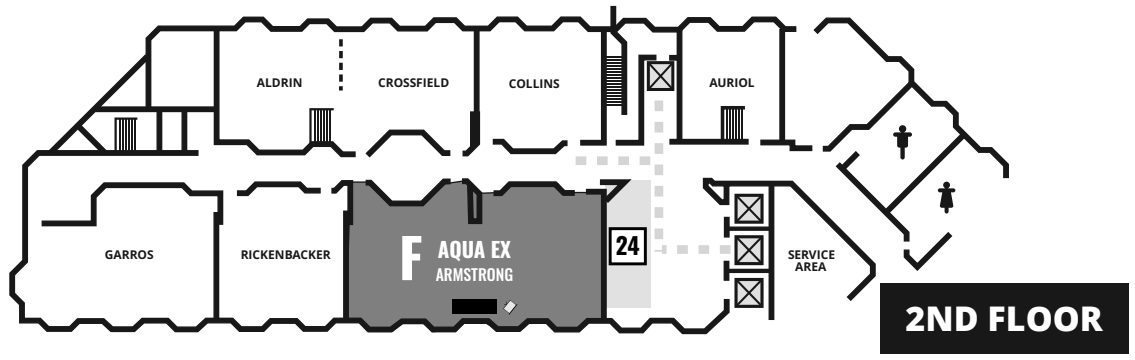 ALDRIN
CROSSFIELD
COLLINS
AURIOL
GARROS
RICKENBACKER
F
AQUA EX
ARMSTRONG
24
SERVICE
AREA
2ND FLOOR